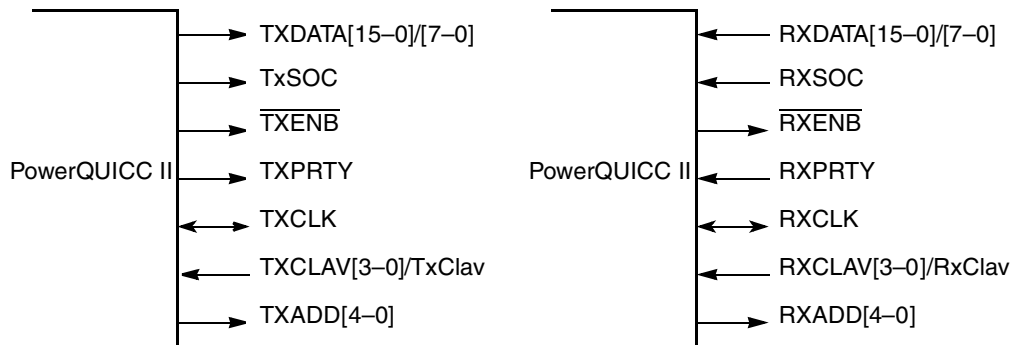 TXDATA[15–0]/[7–0]
TxSOC
TXENB
PowerQUICC II
TXPRTY
TXCLK
TXCLAV[3–0]/TxClav
TXADD[4–0]
RXDATA[15–0]/[7–0]
RXSOC
RXENB
PowerQUICC II
RXPRTY
RXCLK
RXCLAV[3–0]/RxClav
RXADD[4–0]